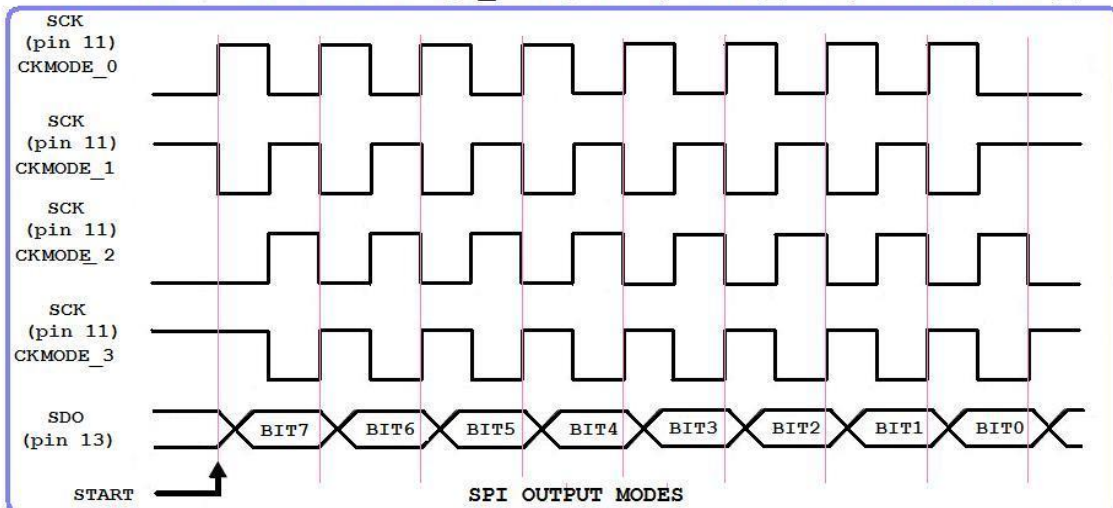 SCK
(pin 11)
CKMODE_0
SCK
(pin 11)
CKMODE_1
SCK
(pin 11)
CKMODE_2
SCK
(pin 11)
CKMODE_3
SDO
(pin 13)
BIT7 BIT6 BIT5 BIT4 BIT3 BIT2 BIT1 BIT0
START
SPI OUTPUT MODES